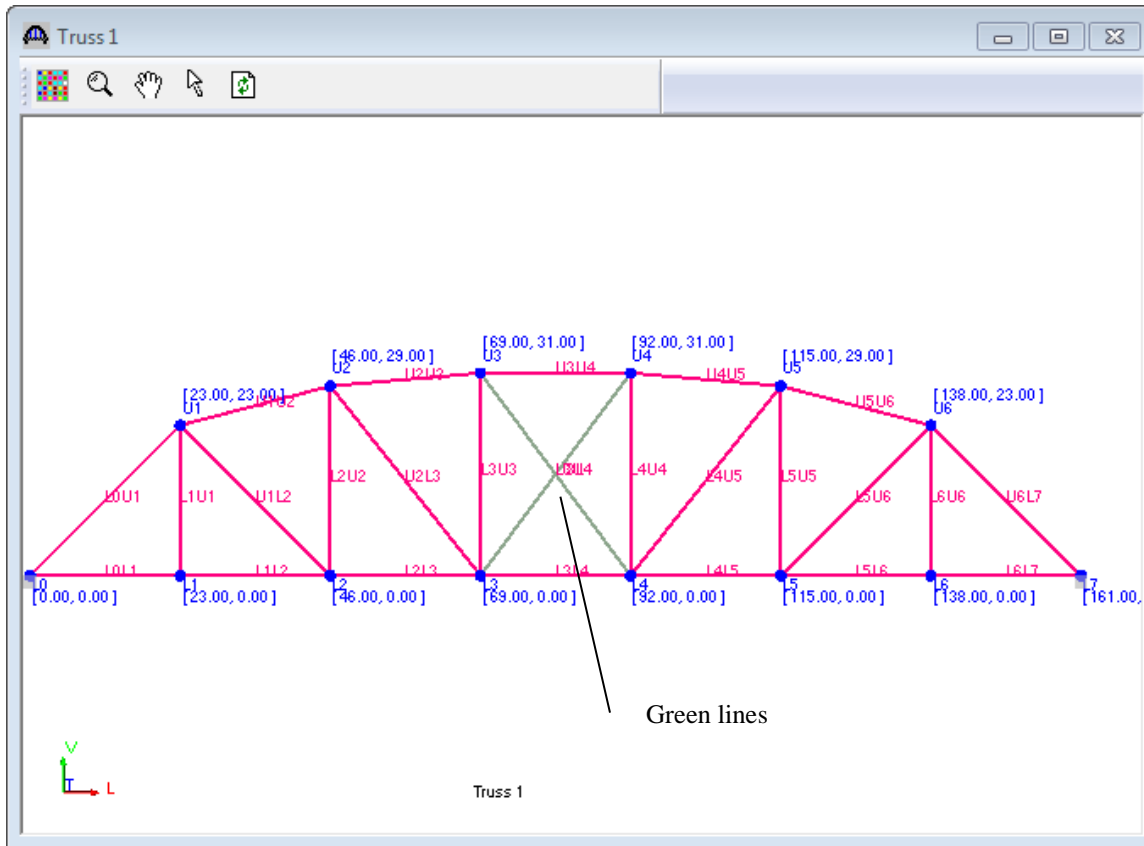 Truss 1
[69.00, 31.00 ] [92.00, 31.00 ]
U3 U4
[46.00, 29.00 ] [115.00, 29.00 ]
U2 U2U3 U3U4 U4U5 U5
[23.00, 23.00 ] [138.00, 23.00 ]
U1 U5U6 U6
L0U1 L1U1 U1L2 L2U2 U2L3 L3U3 L4U4 L4U5 L5U5 L5U6 L6U6 U6L7
L0L1 L1L2 L2L3 L3L4 L4L5 L5L6 L6L7
[0.00, 0.00 ] [23.00, 0.00 ] [46.00, 0.00 ] [69.00, 0.00 ] [92.00, 0.00 ] [115.00, 0.00 ] [138.00, 0.00 ] [161.00,
Green lines
V
T L
Truss 1